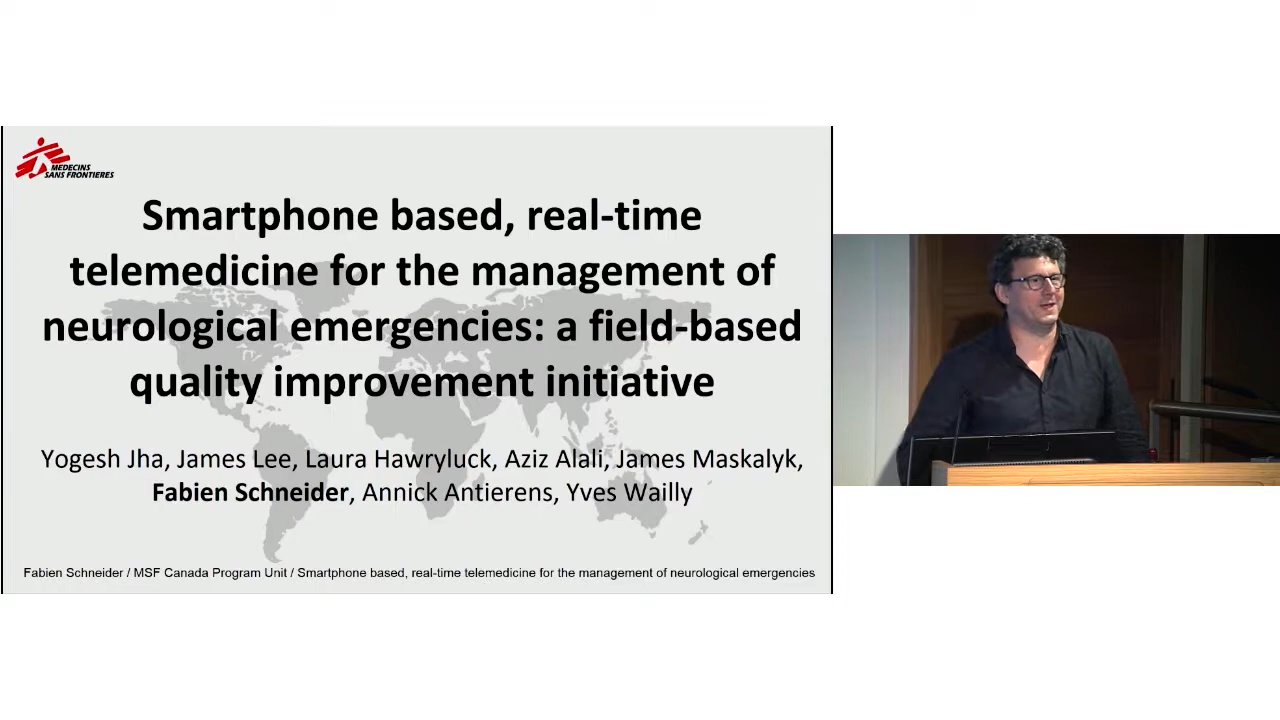 MEDECINS
SANS FRONTIERES
Smartphone based, real-time
telemedicine for the management of
neurological emergencies: a field-based
quality improvement initiative
Yogesh Jha, James Lee, Laura Hawryluck, Aziz Alali, James Maskalyk,
Fabien Schneider, Annick Antierens, Yves Wailly
Fabien Schneider / MSF Canada Program Unit / Smartphone based, real-time telemedicine for the management of neurological emergencies